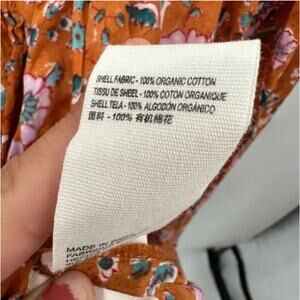 SHELL FABRIC - 100% ORGANIC COTTON
TISSU DE SHEEL - 100% COTON ORGANIQUE
SHELL TELA - 100% ALGODÓN ORGÁNICO
面料 - 100% 有机棉花
MADE IN